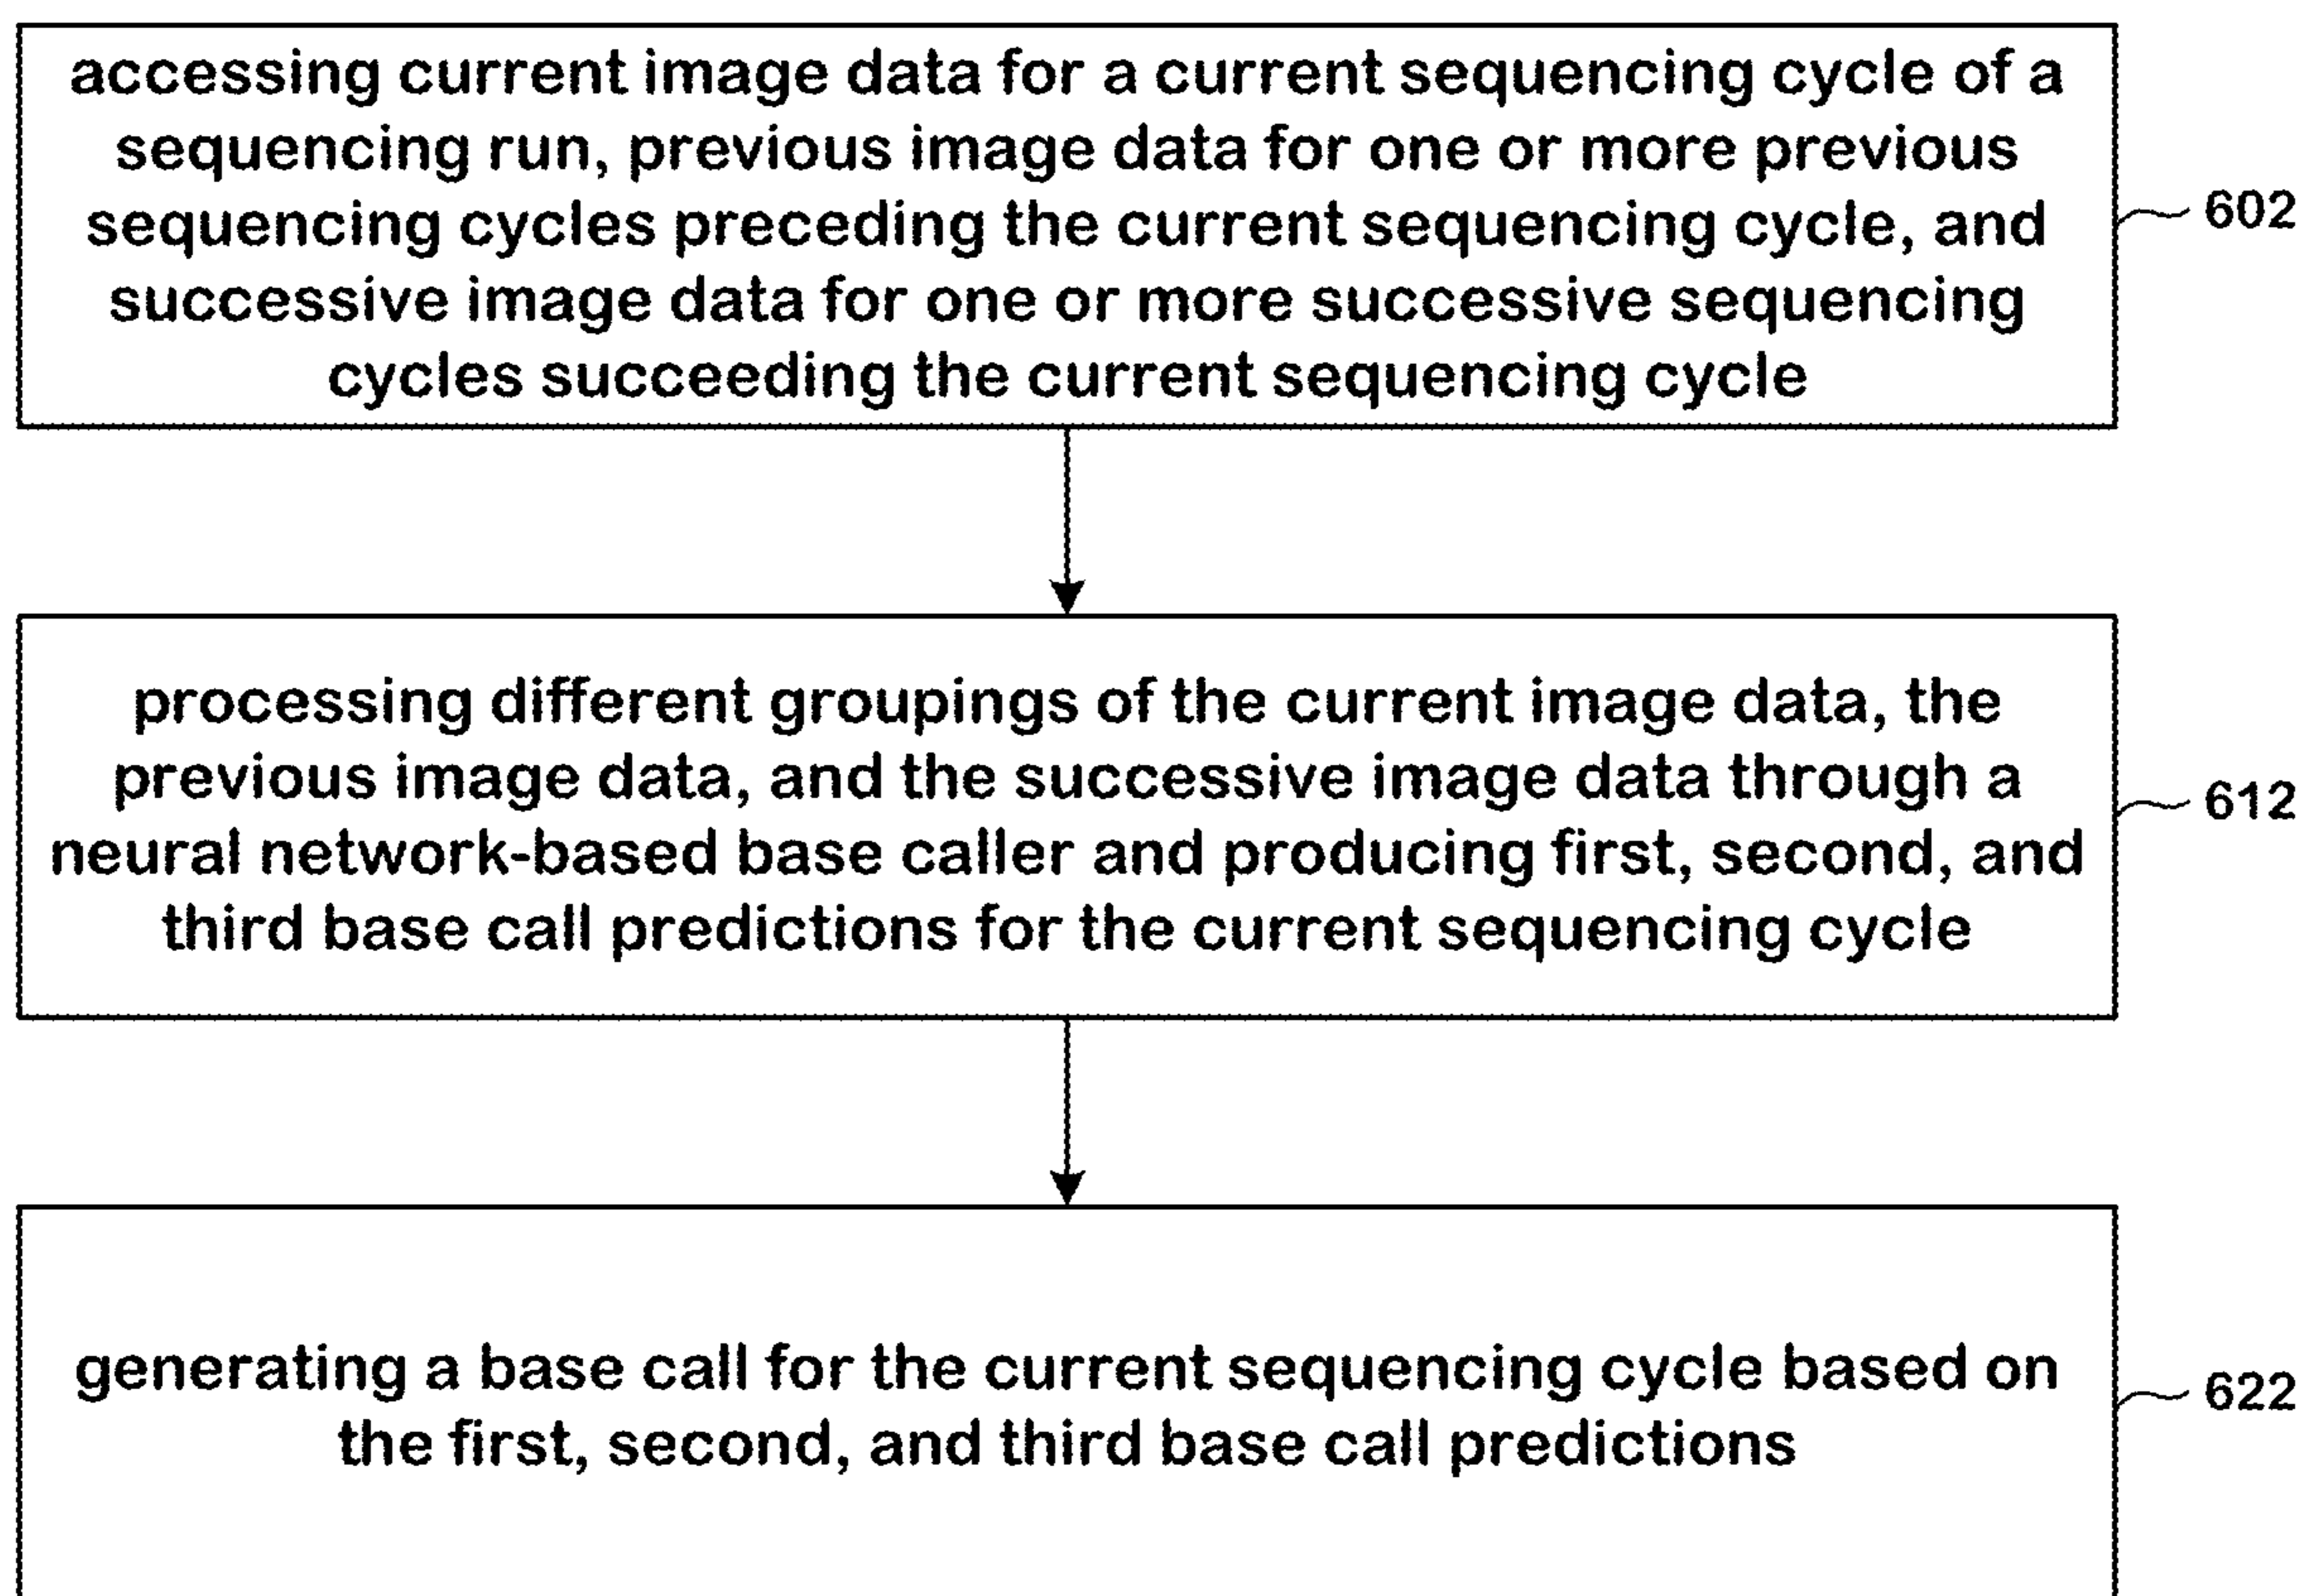 accessing current image data for a current sequencing cycle of a
sequencing run, previous image data for one or more previous
sequencing cycles preceding the current sequencing cycle, and
successive image data for one or more successive sequencing
cycles succeeding the current sequencing cycle
602
processing different groupings of the current image data, the
previous image data, and the successive image data through a
neural network-based base caller and producing first, second, and
third base call predictions for the current sequencing cycle
612
generating a base call for the current sequencing cycle based on
the first, second, and third base call predictions
622